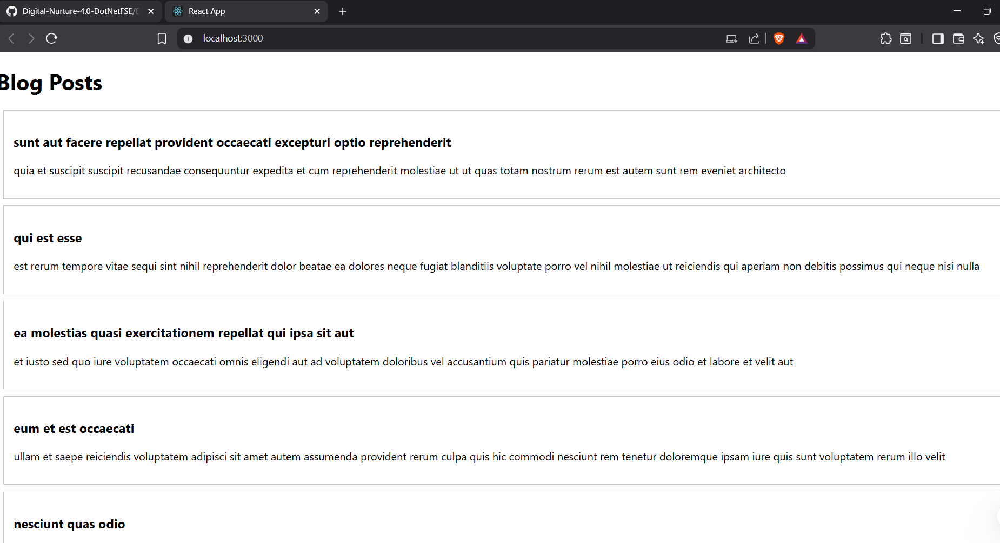 Digital-Nurture-4.0-DotNetFSE/
React App
localhost:3000
Blog Posts
sunt aut facere repellat provident occaecati excepturi optio reprehenderit
quia et suscipit suscipit recusandae consequuntur expedita et cum reprehenderit molestiae ut ut quas totam nostrum rerum est autem sunt rem eveniet architecto
qui est esse
est rerum tempore vitae sequi sint nihil reprehenderit dolor beatae ea dolores neque fugiat blanditiis voluptate porro vel nihil molestiae ut reiciendis qui aperiam non debitis possimus qui neque nisi nulla
ea molestias quasi exercitationem repellat qui ipsa sit aut
et iusto sed quo iure voluptatem occaecati omnis eligendi aut ad voluptatem doloribus vel accusantium quis pariatur molestiae porro eius odio et labore et velit aut
eum et est occaecati
ullam et saepe reiciendis voluptatem adipisci sit amet autem assumenda provident rerum culpa quis hic commodi nesciunt rem tenetur doloremque ipsam iure quis sunt voluptatem rerum illo velit
nesciunt quas odio